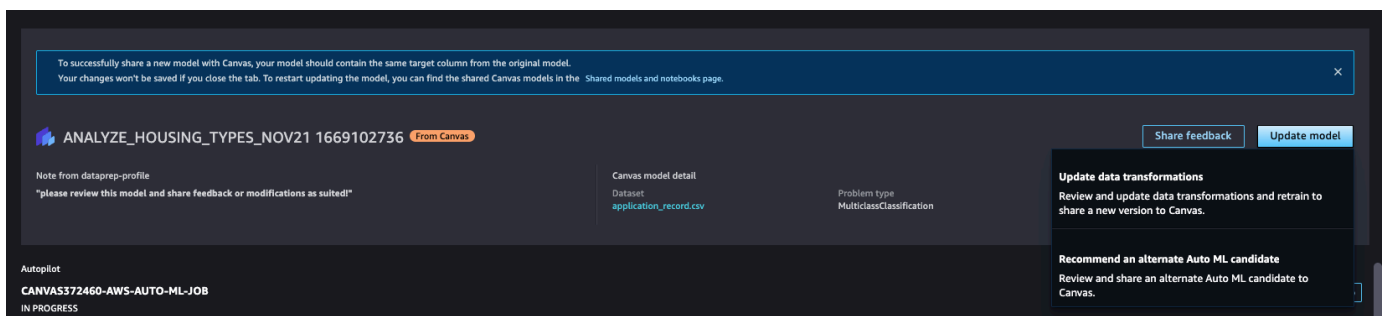 To successfully share a new model with Canvas, your model should contain the same target column from the original model.
Your changes won't be saved if you close the tab. To restart updating the model, you can find the shared Canvas models in the Shared models and notebooks page.
ANALYZE_HOUSING_TYPES_NOV21 1669102736 From Canvas
Share feedback
Update model
Note from dataprep-profile
"please review this model and share feedback or modifications as suited!"
Canvas model detail
Dataset
application_record.csv
Problem type
MulticlassClassification
Update data transformations
Review and update data transformations and retrain to
share a new version to Canvas.
Recommend an alternate Auto ML candidate
Review and share an alternate Auto ML candidate to
Canvas.
Autopilot
CANVAS372460-AWS-AUTO-ML-JOB
IN PROGRESS